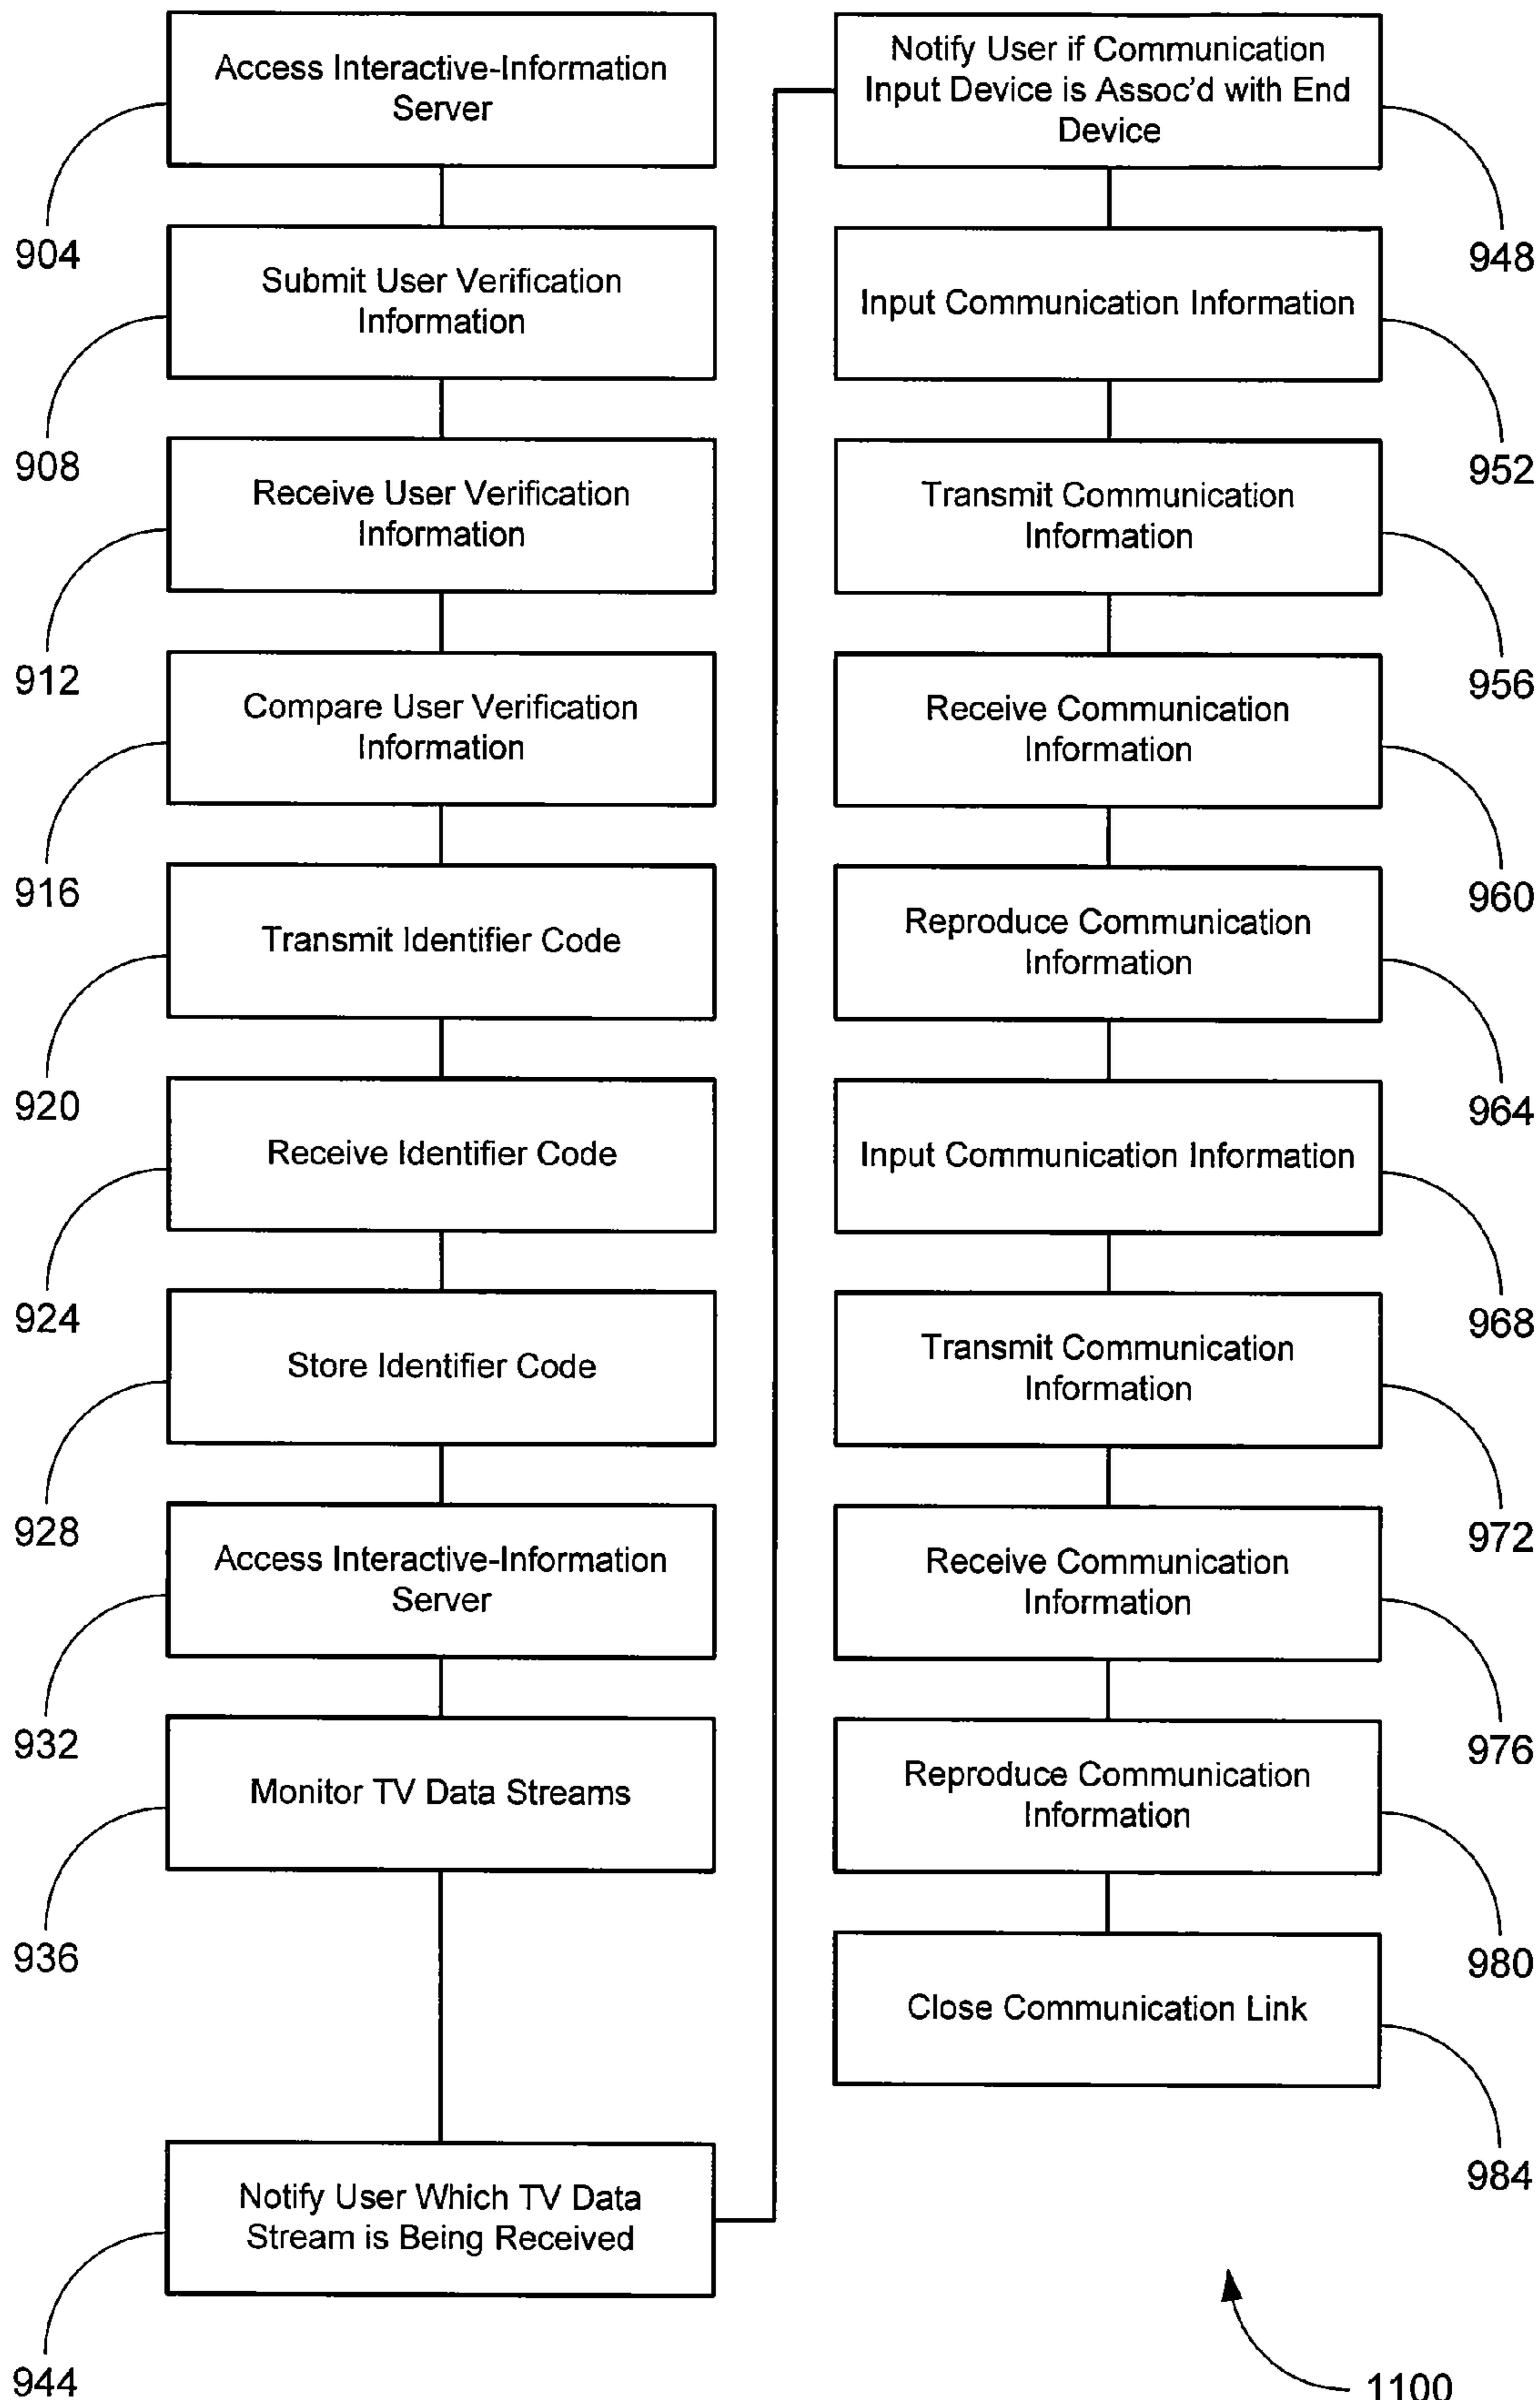 Access Interactive-Information
Server
904
Submit User Verification
Information
908
Receive User Verification
Information
912
Compare User Verification
Information
916
Transmit Identifier Code
920
Receive Identifier Code
924
Store Identifier Code
928
Access Interactive-Information
Server
932
Monitor TV Data Streams
936
Notify User Which TV Data
Stream is Being Received
944
Notify User if Communication
Input Device is Assoc'd with End
Device
948
Input Communication Information
952
Transmit Communication
Information
956
Receive Communication
Information
960
Reproduce Communication
Information
964
Input Communication Information
968
Transmit Communication
Information
972
Receive Communication
Information
976
Reproduce Communication
Information
980
Close Communication Link
984
1100